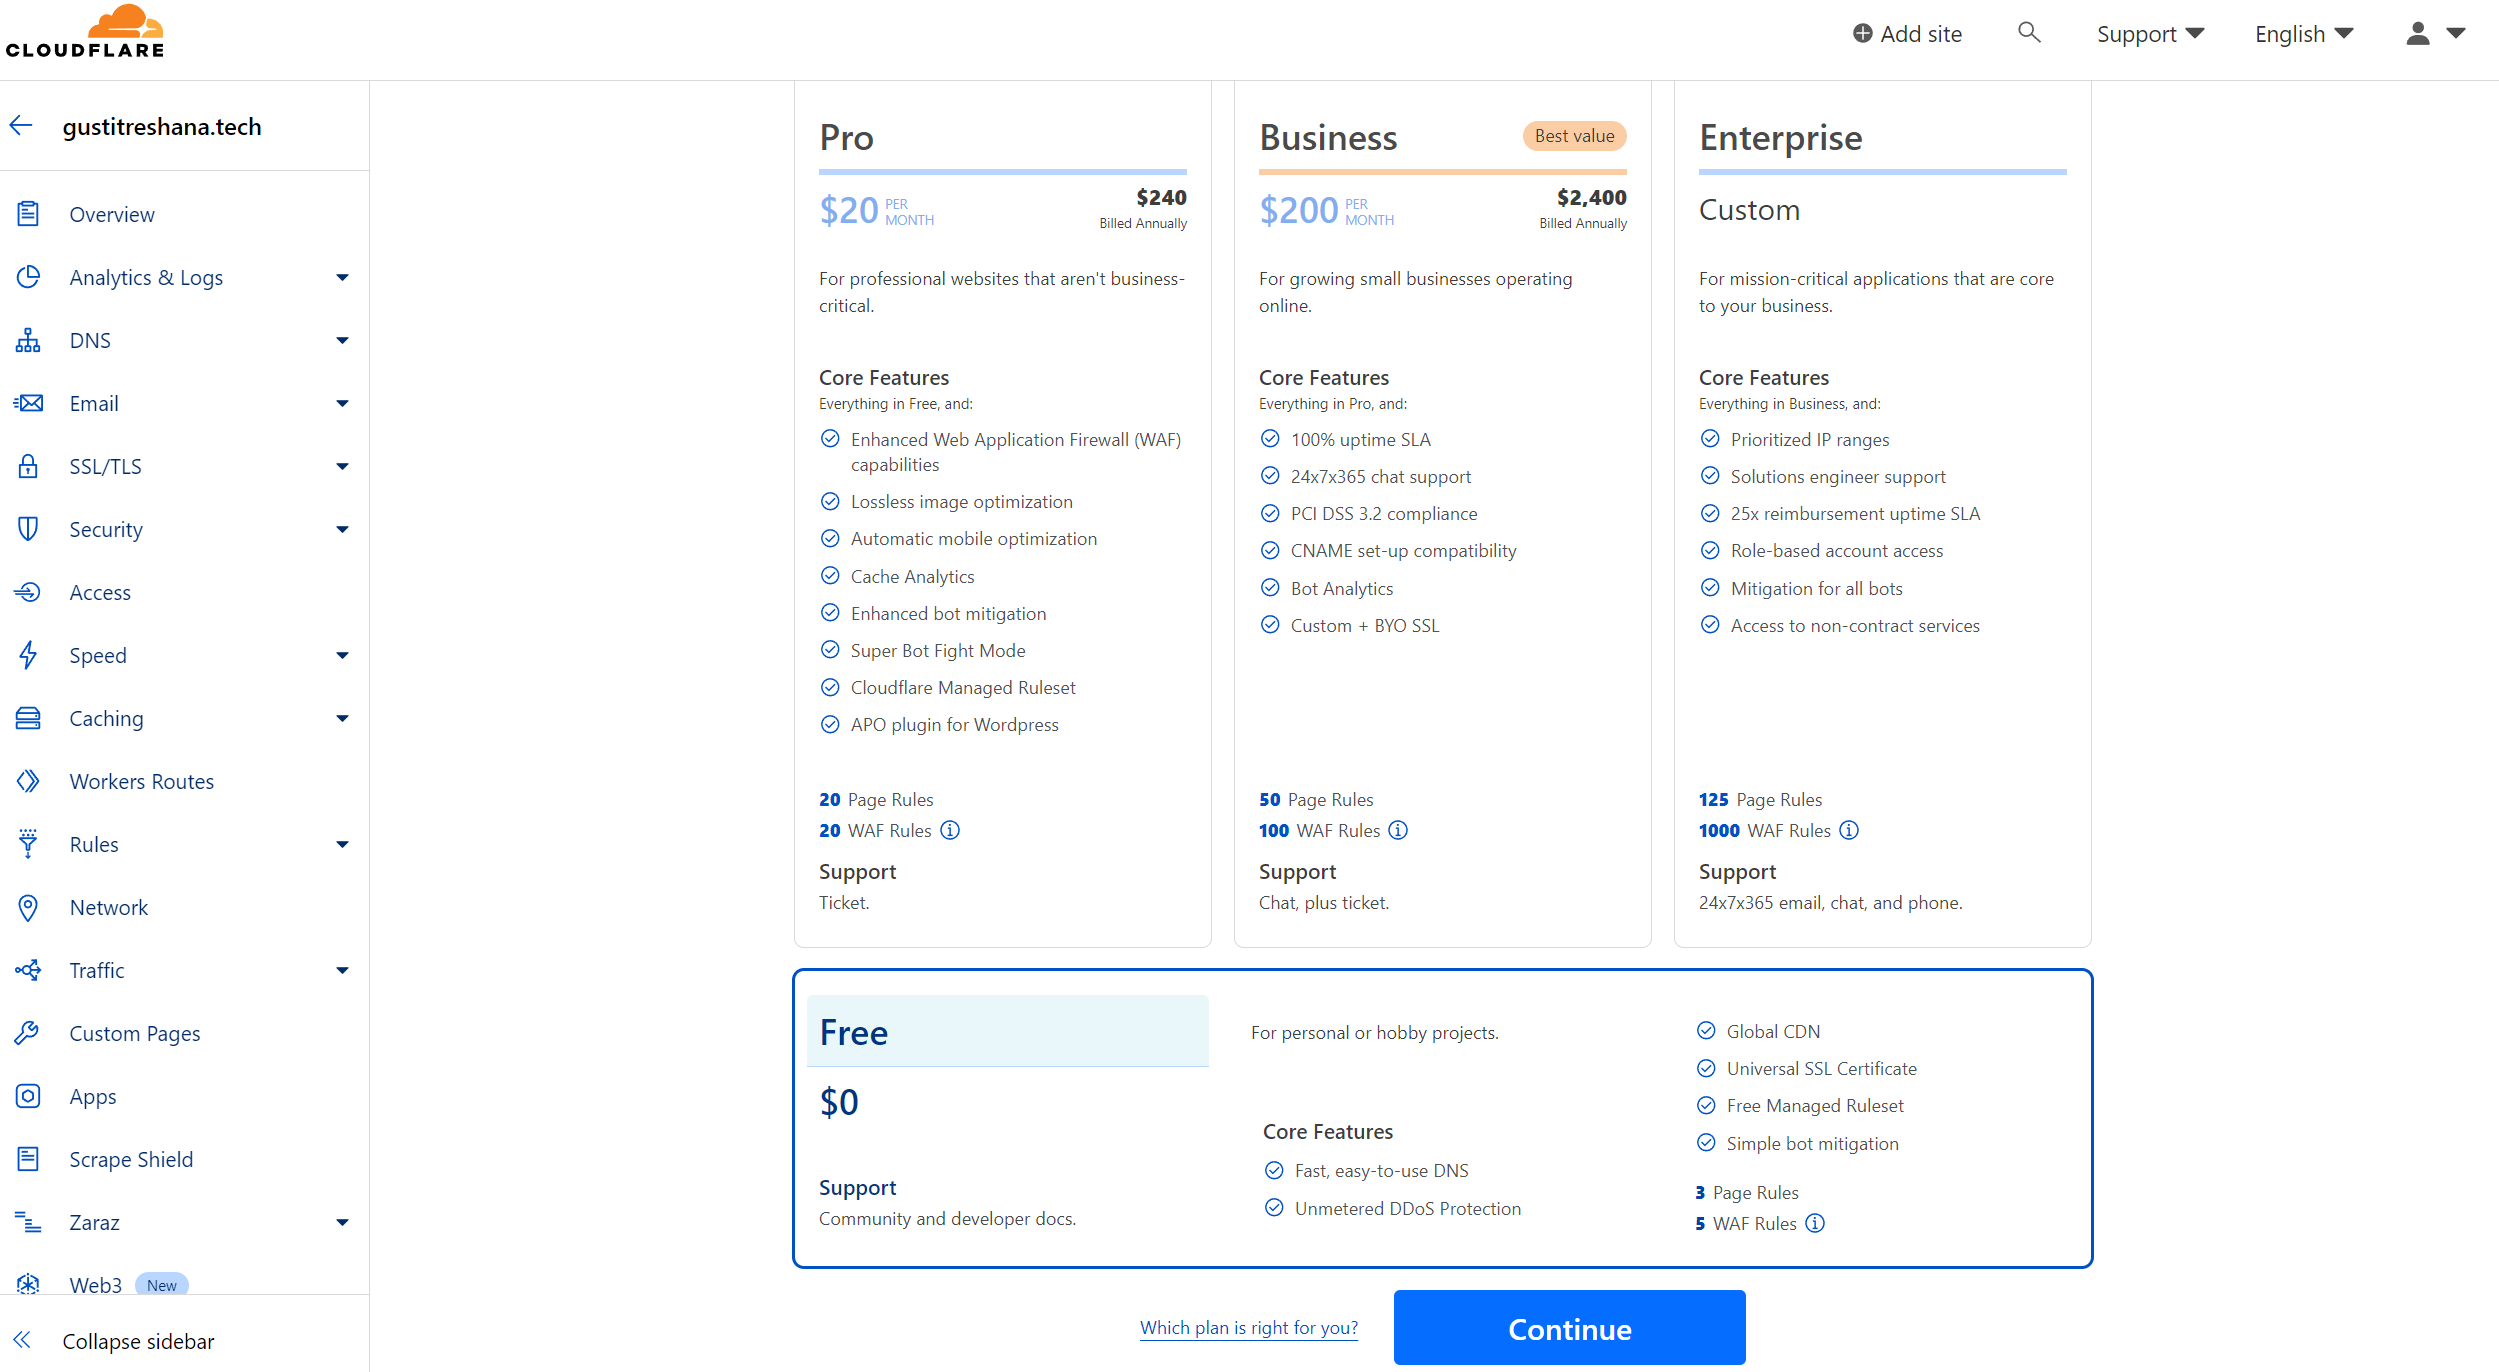 CLOUDFLARE
Add site
Support
English
gustitreshana.tech
Overview
Analytics & Logs
DNS
Email
SSL/TLS
Security
Access
Speed
Caching
Workers Routes
Rules
Network
Traffic
Custom Pages
Apps
Scrape Shield
Zaraz
Web3 New
Collapse sidebar
Pro
$20 PER MONTH
$240
Billed Annually
For professional websites that aren't business-
critical.
Core Features
Everything in Free, and:
Enhanced Web Application Firewall (WAF)
capabilities
Lossless image optimization
Automatic mobile optimization
Cache Analytics
Enhanced bot mitigation
Super Bot Fight Mode
Cloudflare Managed Ruleset
APO plugin for Wordpress
20 Page Rules
20 WAF Rules
Support
Ticket.
Business
Best value
$200 PER MONTH
$2,400
Billed Annually
For growing small businesses operating
online.
Core Features
Everything in Pro, and:
100% uptime SLA
24x7x365 chat support
PCI DSS 3.2 compliance
CNAME set-up compatibility
Bot Analytics
Custom + BYO SSL
50 Page Rules
100 WAF Rules
Support
Chat, plus ticket.
Enterprise
Custom
For mission-critical applications that are core
to your business.
Core Features
Everything in Business, and:
Prioritized IP ranges
Solutions engineer support
25x reimbursement uptime SLA
Role-based account access
Mitigation for all bots
Access to non-contract services
125 Page Rules
1000 WAF Rules
Support
24x7x365 email, chat, and phone.
Free
$0
Support
Community and developer docs.
For personal or hobby projects.
Core Features
Fast, easy-to-use DNS
Unmetered DDoS Protection
Global CDN
Universal SSL Certificate
Free Managed Ruleset
Simple bot mitigation
3 Page Rules
5 WAF Rules
Which plan is right for you?
Continue